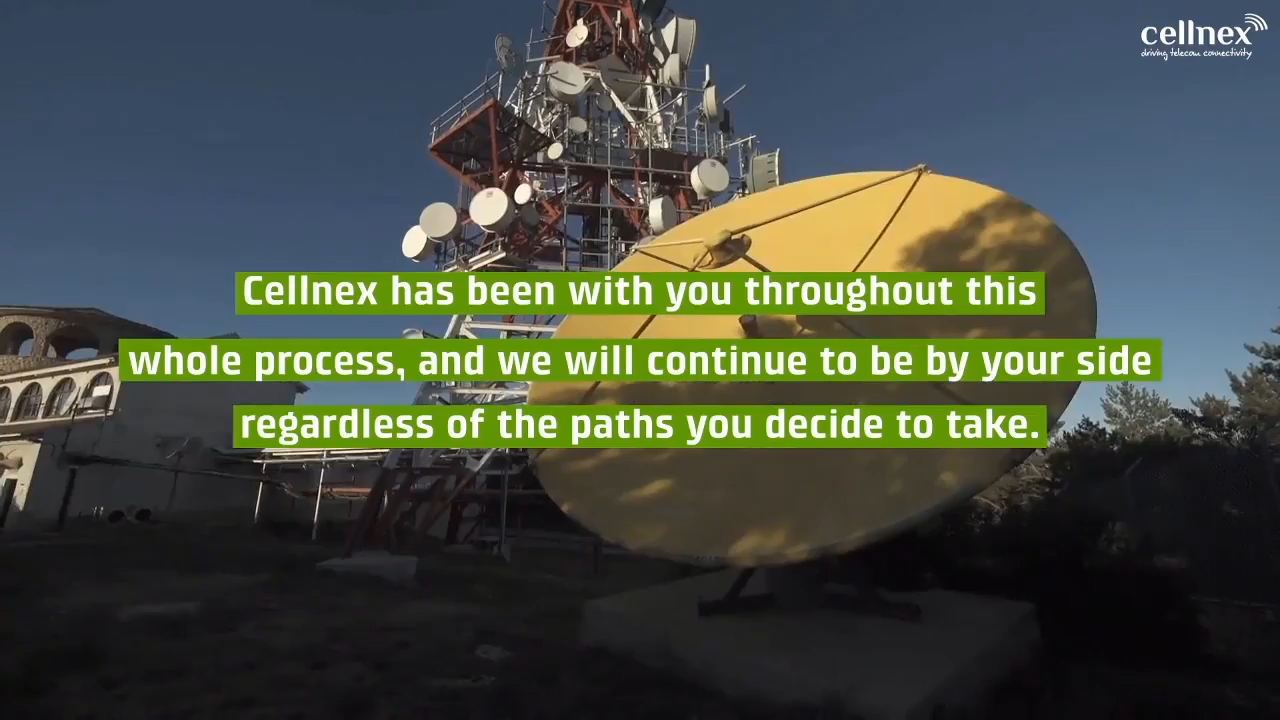 cellnex
driving telecom connectivity
Cellnex has been with you throughout this
whole process, and we will continue to be by your side
regardless of the paths you decide to take.